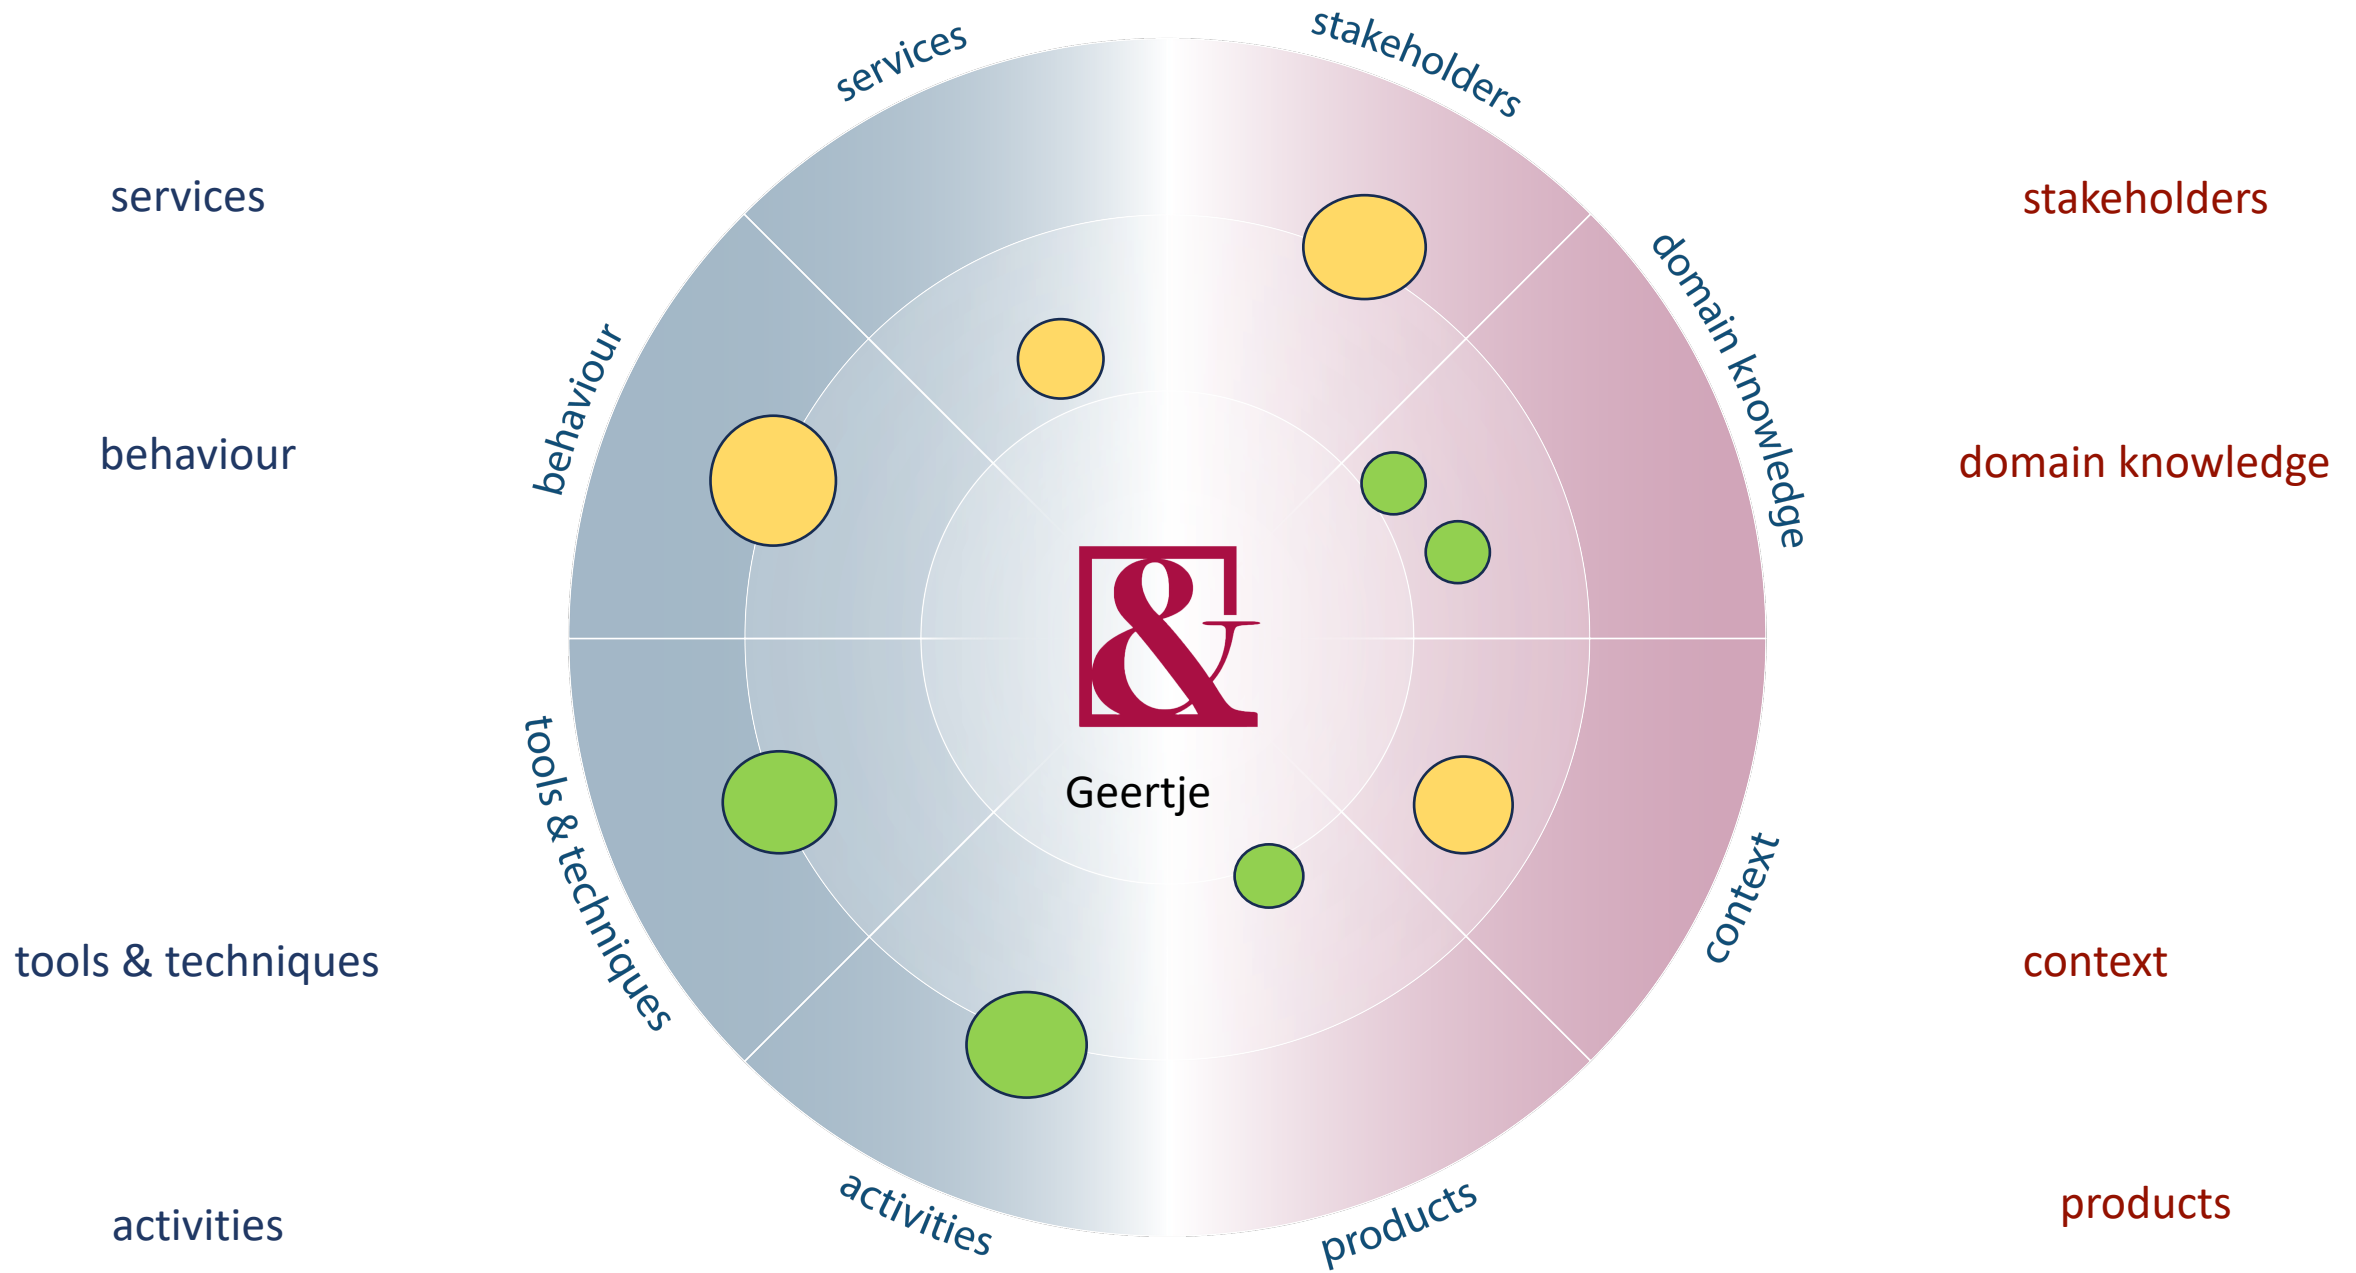 services
stakeholders
services
stakeholders
behaviour
domain knowledge
behaviour
domain knowledge
&
Geertje
tools & techniques
context
tools & techniques
context
activities
products
activities
products